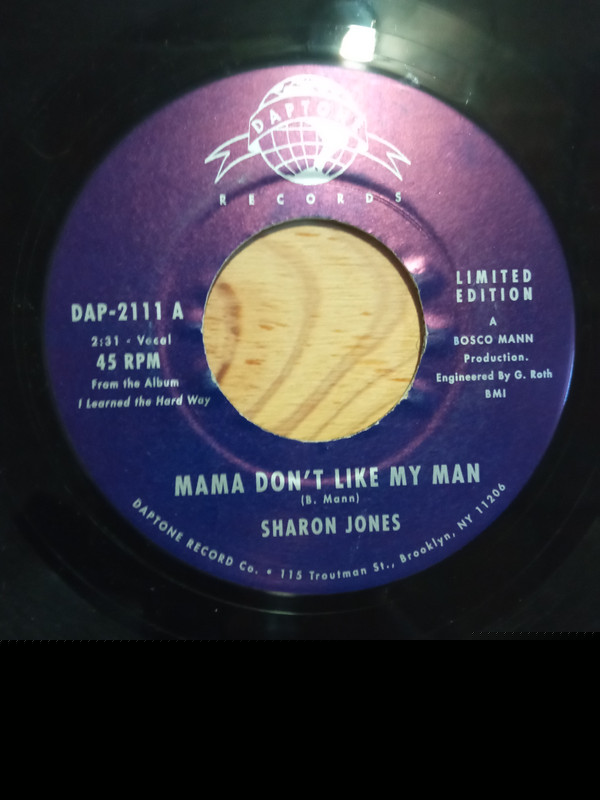 DAPTONE
RECORDS
DAP-2111 A
2:31 - Vocal
45 RPM
From the Album
I Learned the Hard Way
LIMITED
EDITION
A
BOSCO MANN
Production.
Engineered By G. Roth
BMI
MAMA DON'T LIKE MY MAN
(B. Mann)
SHARON JONES
DAPTONE RECORD Co. • 115 Troutman St., Brooklyn, NY 11206